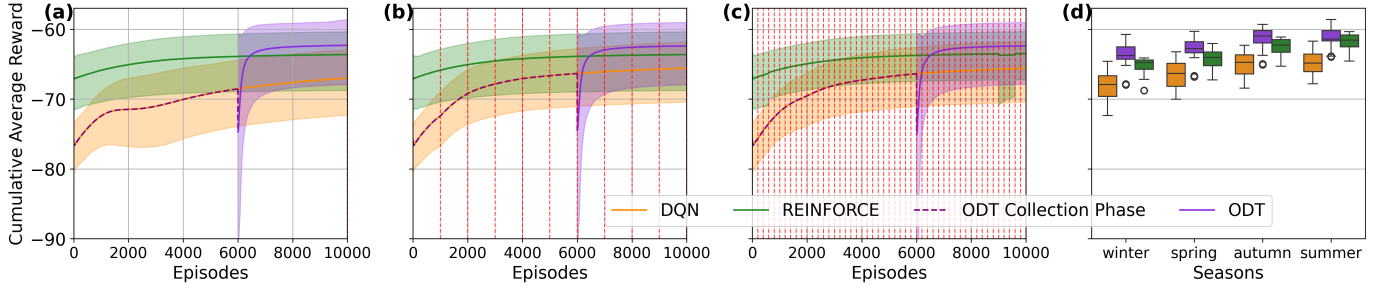 (a)
(b)
(c)
(d)
Cumulative Average Reward
−60
−70
−80
−90
0 2000 4000 6000 8000 10000
Episodes
0 2000 4000 6000 8000 10000
Episodes
0 2000 4000 6000 8000 10000
Episodes
winter spring autumn summer
Seasons
DQN REINFORCE ODT Collection Phase ODT